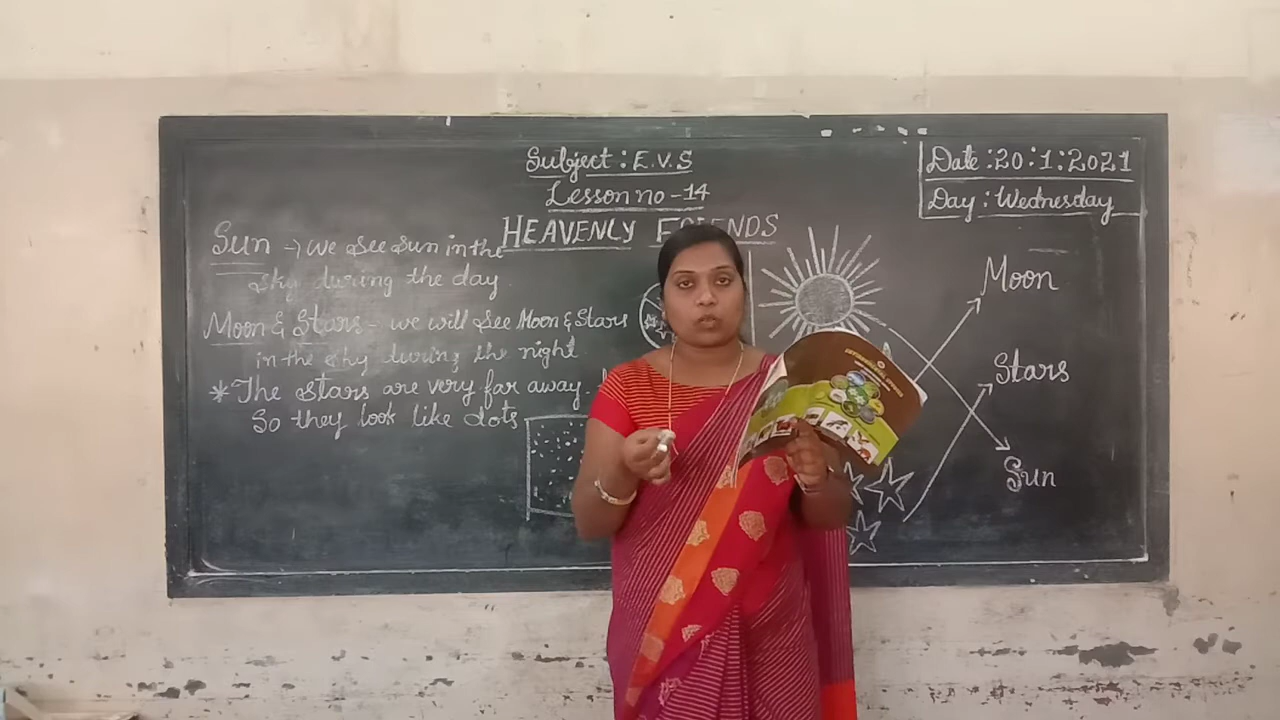 Subject : E.V.S
Lesson no - 14
HEAVENLY
Date : 20 : 1 : 2021
Day : Wednesday
Sun → we see Sun in the
sky during the day
Moon & Stars - we will see Moon & Stars
in the sky during the night
* The stars are very far away.
So they look like dots
Moon
Stars
Sun